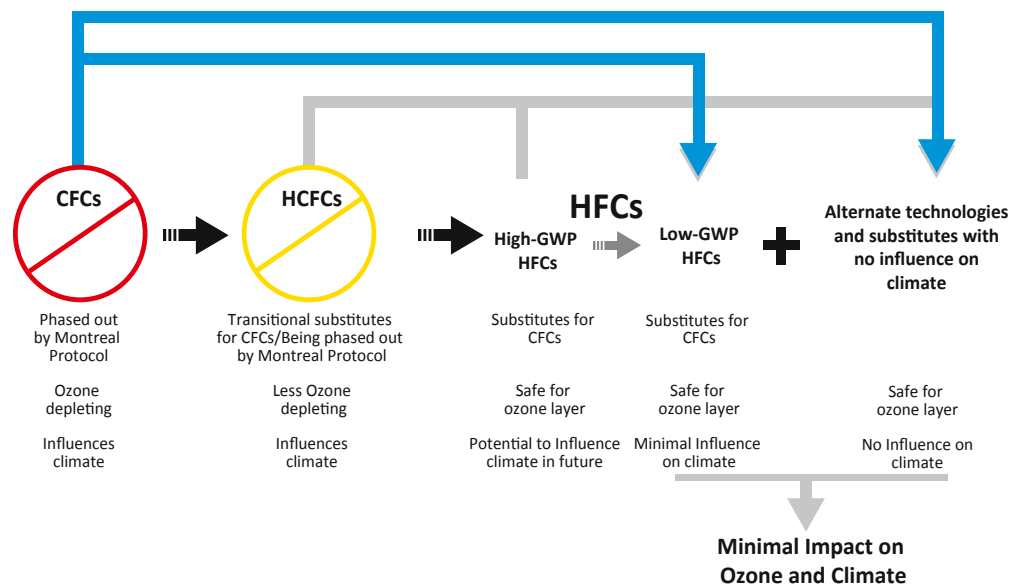 CFCs
HCFCs
HFCs
High-GWP
HFCs
Low-GWP
HFCs
Alternate technologies
and substitutes with
no influence on
climate
Phased out
by Montreal
Protocol
Transitional substitutes
for CFCs/Being phased out
by Montreal Protocol
Substitutes for
CFCs
Substitutes for
CFCs
Ozone
depleting
Less Ozone
depleting
Safe for
ozone layer
Safe for
ozone layer
Safe for
ozone layer
Influences
climate
Influences
climate
Potential to Influence
climate in future
Minimal Influence
on climate
No Influence on
climate
Minimal Impact on
Ozone and Climate